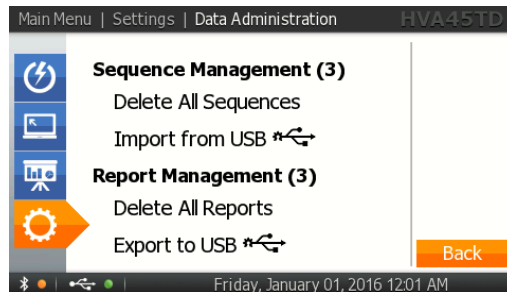 Main Menu | Settings | Data Administration HVA45TD
Sequence Management (3)
Delete All Sequences
Import from USB
Report Management (3)
Delete All Reports
Export to USB
Back
Friday, January 01, 2016 12:01 AM